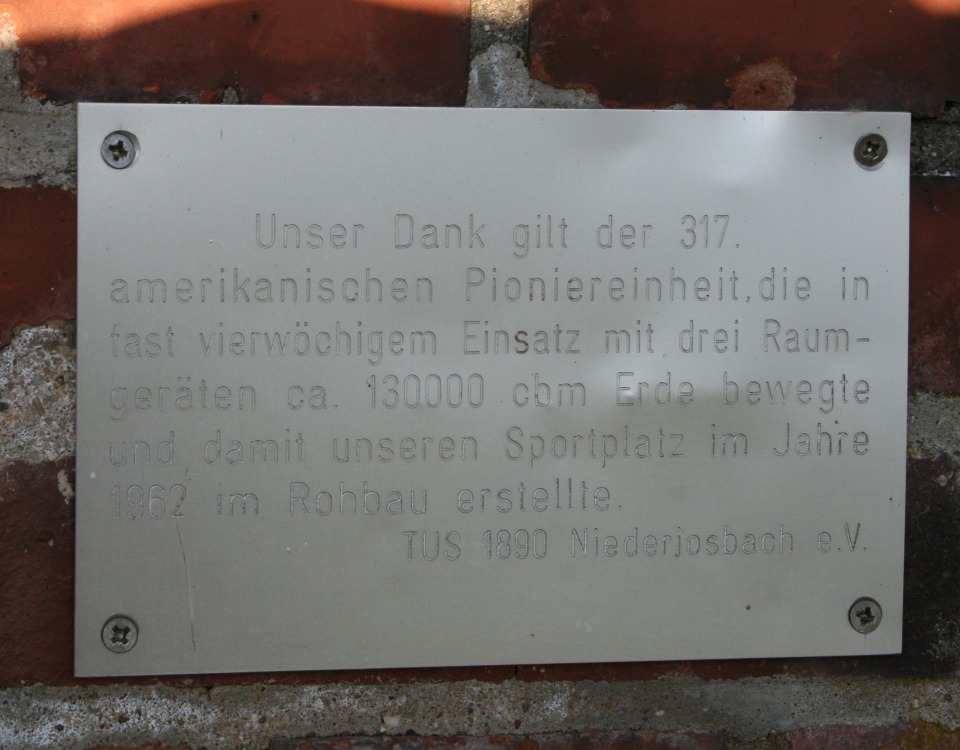 Unser Dank gilt der 317.
amerikanischen Pioniereinheit,die in
fast vierwöchigem Einsatz mit drei Raum-
geräten ca. 130000 cbm Erde bewegte
und damit unseren Sportplatz im Jahre
1962 im Rohbau erstellte.
TUS 1890 Niederjosbach e.V.